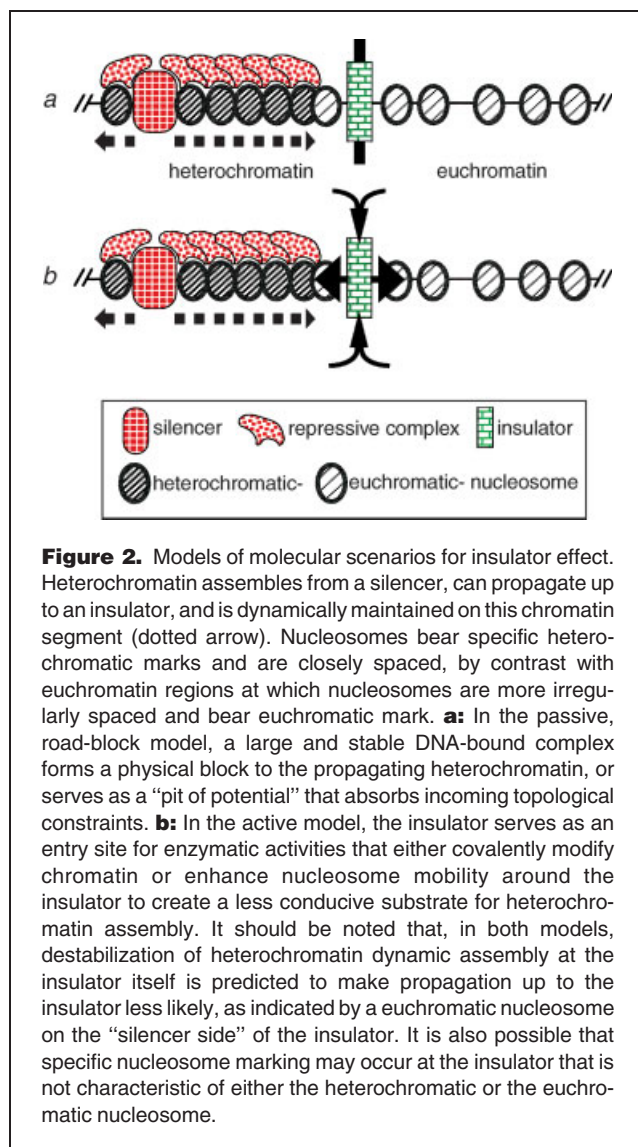 a
heterochromatin euchromatin
b
silencer repressive complex insulator
heterochromatic- euchromatic- nucleosome
Figure 2. Models of molecular scenarios for insulator effect.
Heterochromatin assembles from a silencer, can propagate up
to an insulator, and is dynamically maintained on this chromatin
segment (dotted arrow). Nucleosomes bear specific hetero-
chromatic marks and are closely spaced, by contrast with
euchromatin regions at which nucleosomes are more irregu-
larly spaced and bear euchromatic mark. a: In the passive,
road-block model, a large and stable DNA-bound complex
forms a physical block to the propagating heterochromatin, or
serves as a “pit of potential” that absorbs incoming topological
constraints. b: In the active model, the insulator serves as an
entry site for enzymatic activities that either covalently modify
chromatin or enhance nucleosome mobility around the
insulator to create a less conducive substrate for heterochro-
matin assembly. It should be noted that, in both models,
destabilization of heterochromatin dynamic assembly at the
insulator itself is predicted to make propagation up to the
insulator less likely, as indicated by a euchromatic nucleosome
on the “silencer side” of the insulator. It is also possible that
specific nucleosome marking may occur at the insulator that is
not characteristic of either the heterochromatic or the euchro-
matic nucleosome.